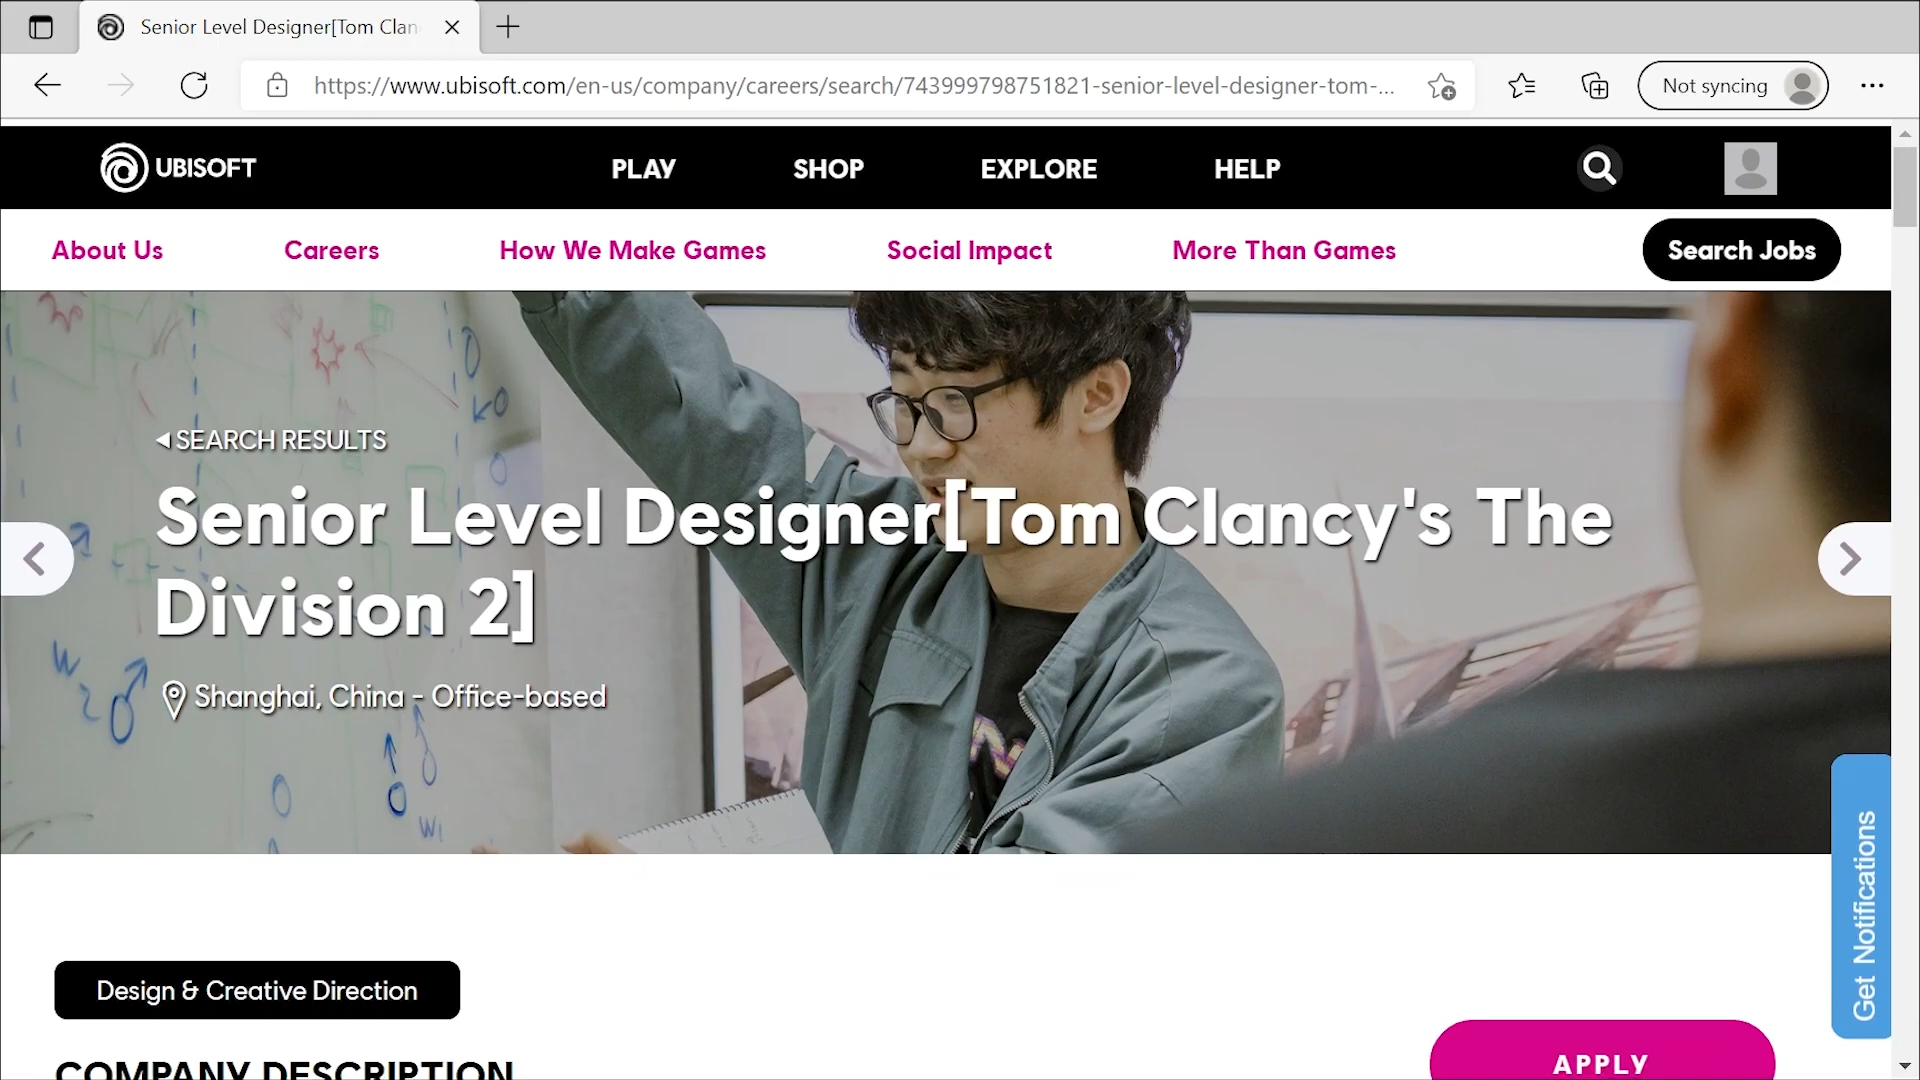 Senior Level Designer[Tom Clan
https://www.ubisoft.com/en-us/company/careers/search/743999798751821-senior-level-designer-tom-...
Not syncing
UBISOFT
PLAY
SHOP
EXPLORE
HELP
About Us
Careers
How We Make Games
Social Impact
More Than Games
Search Jobs
SEARCH RESULTS
Senior Level Designer[Tom Clancy's The
Division 2]
Shanghai, China - Office-based
Get Notifications
Design & Creative Direction
COMPANY DESCRIPTION
APPLY